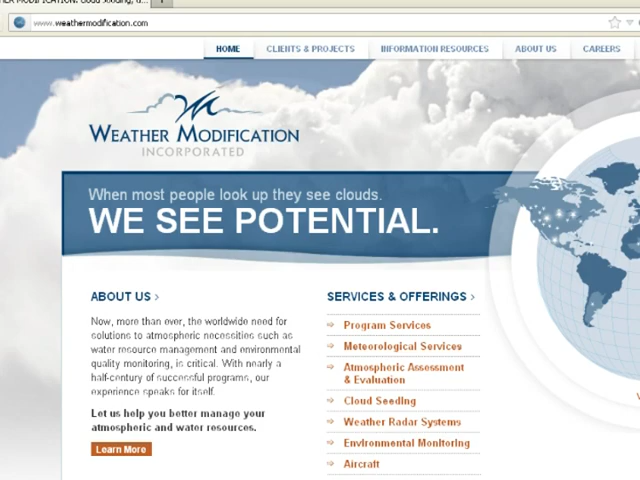 www.weathermodification.com
HOME
CLIENTS & PROJECTS
INFORMATION RESOURCES
ABOUT US
CAREERS
WEATHER MODIFICATION
INCORPORATED
When most people look up they see clouds.
WE SEE POTENTIAL.
ABOUT US >
Now, more than over, the worldwide need for
solutions to atmospheric necessities such as
water resource management and environmental
quality monitoring, is critical. With nearly a
half-century of successful programs, our
experience speaks for itself.
Let us help you better manage your
atmospheric and water resources.
Learn More
SERVICES & OFFERINGS >
Program Services
Meteorological Services
Atmospheric Assessment
& Evaluation
Cloud Seeding
Weather Radar Systems
Environmental Monitoring
Aircraft